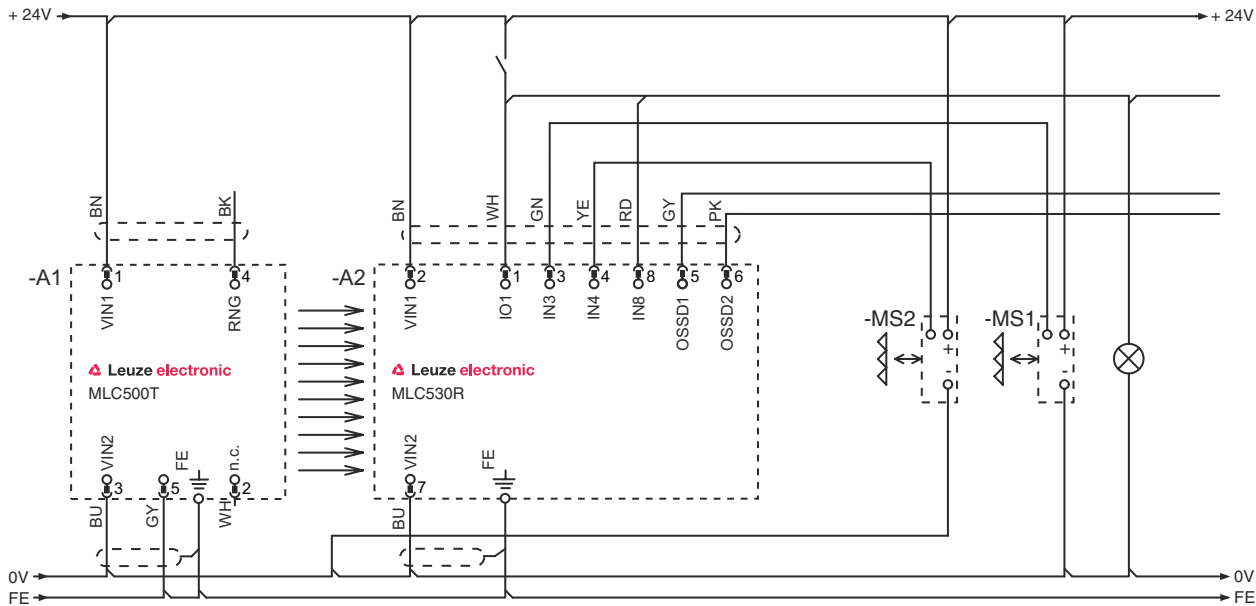 + 24V
+ 24V
BN
BK
BN
WH
GN
YE
RD
GY
PK
-A1
1
4
-A2
2
1
3
4
8
5
6
VIN1
RNG
VIN1
IO1
IN3
IN4
IN8
OSSD1
OSSD2
-MS2
-MS1
+
-
+
-
Leuze electronic
MLC500T
Leuze electronic
MLC530R
VIN2
FE
n.c.
VIN2
FE
3
5
2
7
BU
GY
WH
BU
0V
0V
FE
FE